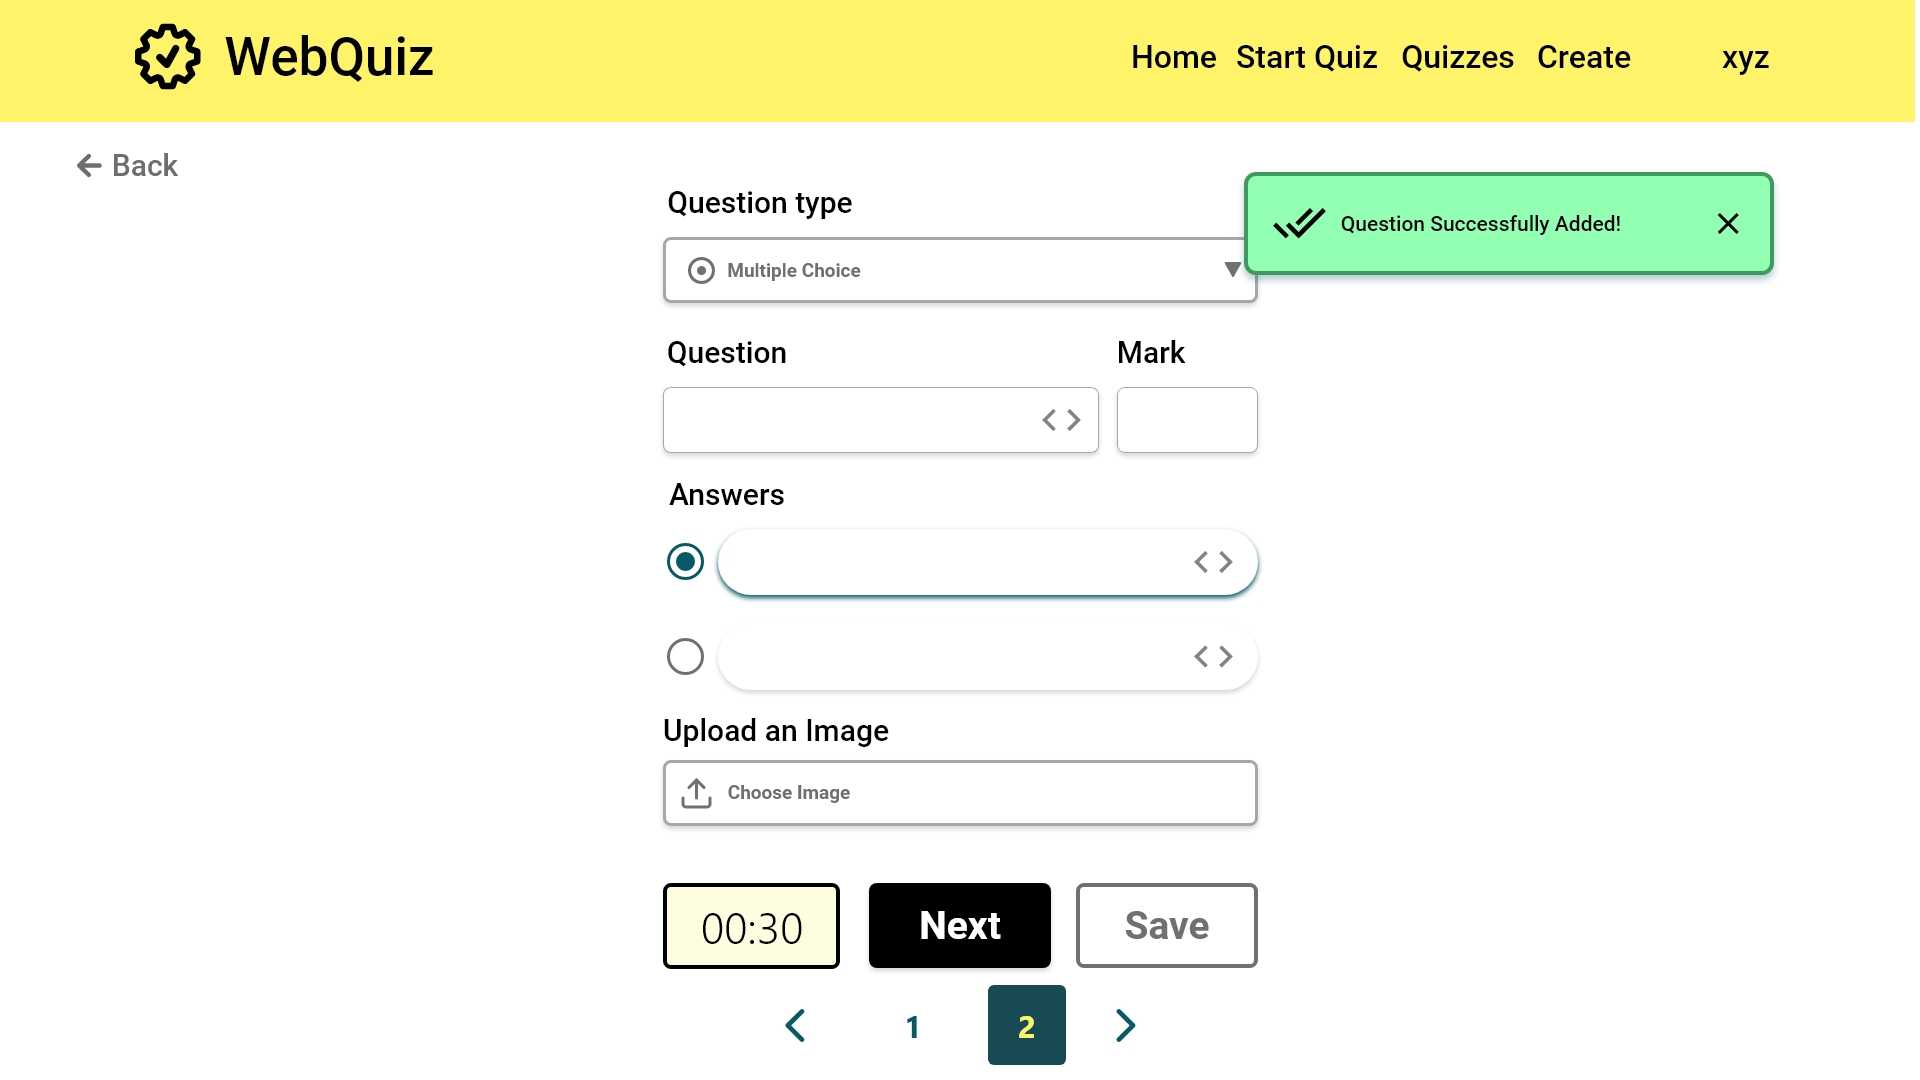 WebQuiz
Home Start Quiz Quizzes Create xyz
Back
Question type
Question Successfully Added!
Multiple Choice
Question Mark
Answers
Upload an Image
Choose Image
00:30 Next Save
1 2